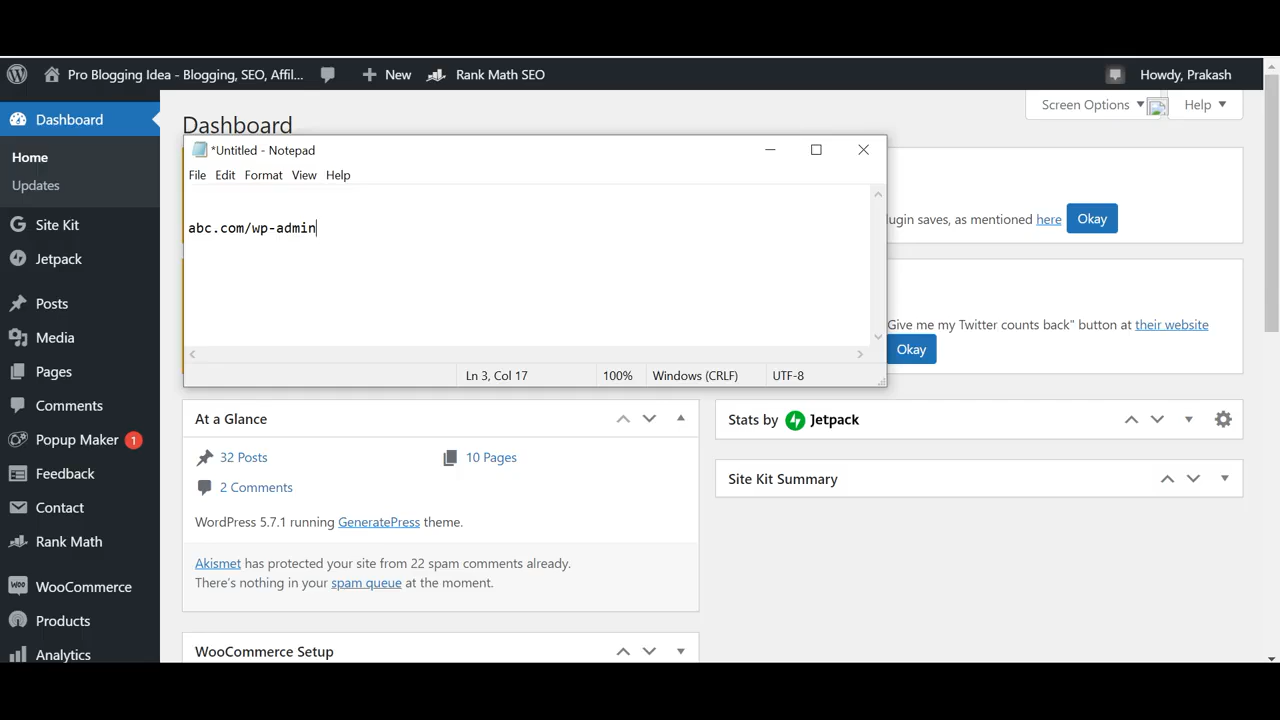 Pro Blogging Idea - Blogging, SEO, Affil...
New
Rank Math SEO
Howdy, Prakash
Dashboard
Home
Updates
Site Kit
Jetpack
Posts
Media
Pages
Comments
Popup Maker 1
Feedback
Contact
Rank Math
WooCommerce
Products
Analytics
Screen Options
Help
Dashboard
*Untitled - Notepad
File Edit Format View Help
abc.com/wp-admin
Ln 3, Col 17 100% Windows (CRLF) UTF-8
lugin saves, as mentioned here Okay
Give me my Twitter counts back" button at their website
Okay
At a Glance
32 Posts
10 Pages
2 Comments
WordPress 5.7.1 running GeneratePress theme.
Akismet has protected your site from 22 spam comments already.
There's nothing in your spam queue at the moment.
WooCommerce Setup
Stats by Jetpack
Site Kit Summary